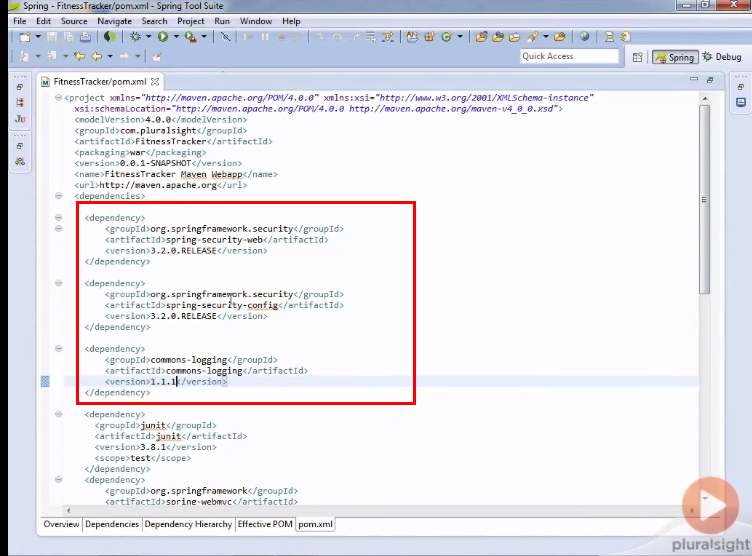 Spring - FitnessTracker/pom.xml - Spring Tool Suite
File Edit Source Navigate Search Project Run Window Help
Quick Access
Spring
Debug
FitnessTracker/pom.xml
<project xmlns="http://maven.apache.org/POM/4.0.0" xmlns:xsi="http://www.w3.org/2001/XMLSchema-instance"
xsi:schemaLocation="http://maven.apache.org/POM/4.0.0 http://maven.apache.org/maven-v4_0_0.xsd">
<modelVersion>4.0.0</modelVersion>
<groupId>com.pluralsight</groupId>
<artifactId>FitnessTracker</artifactId>
<packaging>war</packaging>
<version>0.0.1-SNAPSHOT</version>
<name>FitnessTracker Maven Webapp</name>
<url>http://maven.apache.org</url>
<dependencies>
<dependency>
<groupId>org.springframework.security</groupId>
<artifactId>spring-security-web</artifactId>
<version>3.2.0.RELEASE</version>
</dependency>
<dependency>
<groupId>org.springframework.security</groupId>
<artifactId>spring-security-config</artifactId>
<version>3.2.0.RELEASE</version>
</dependency>
<dependency>
<groupId>commons-logging</groupId>
<artifactId>commons-logging</artifactId>
<version>1.1.1</version>
</dependency>
<dependency>
<groupId>junit</groupId>
<artifactId>junit</artifactId>
<version>3.8.1</version>
<scope>test</scope>
</dependency>
<dependency>
<groupId>org.springframework</groupId>
<artifactId>spring-webmvc</artifactId>
Overview Dependencies Dependency Hierarchy Effective POM pom.xml
pluralsight